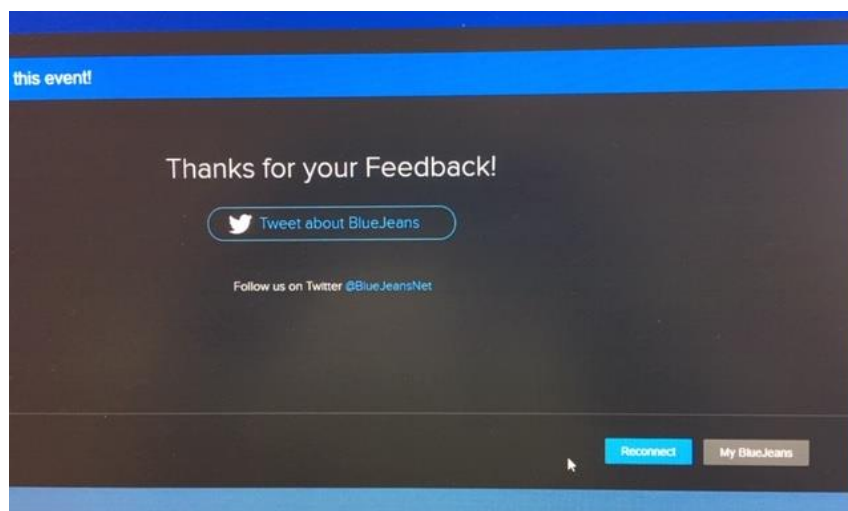 this event!
Thanks for your Feedback!
Tweet about BlueJeans
Follow us on Twitter @BlueJeansNet
Reconnect
My BlueJeans